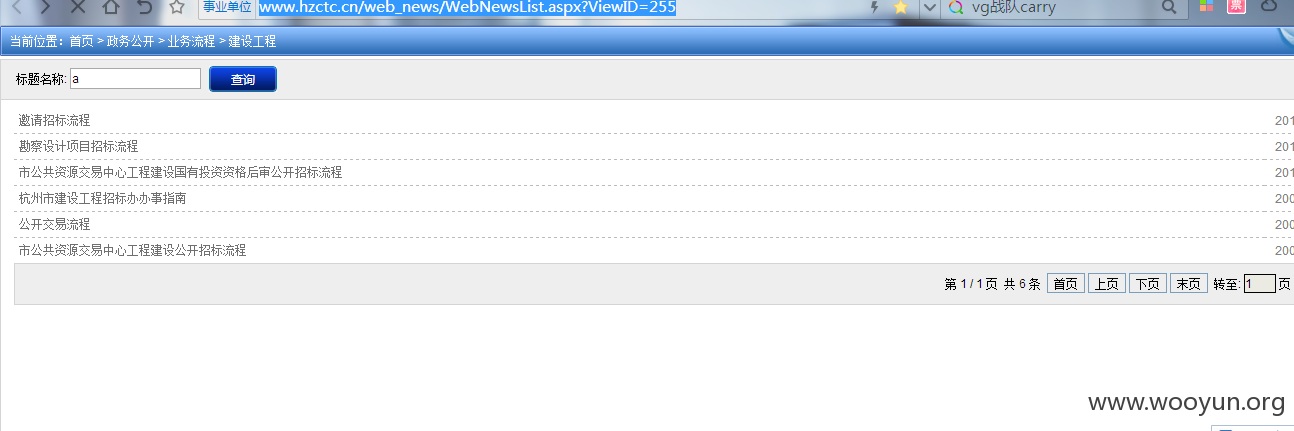 事业单位 www.hzctc.cn/web_news/WebNewsList.aspx?ViewID=255 vg战队carry 票
当前位置：首页 > 政务公开 > 业务流程 > 建设工程
标题名称: a 查询
邀请招标流程 201
勘察设计项目招标流程 201
市公共资源交易中心工程建设国有投资资格后审公开招标流程 201
杭州市建设工程招标办办事指南 200
公开交易流程 200
市公共资源交易中心工程建设公开招标流程 200
第 1 / 1 页 共 6 条 首页 上页 下页 末页 转至: 1 页
www.wooyun.org